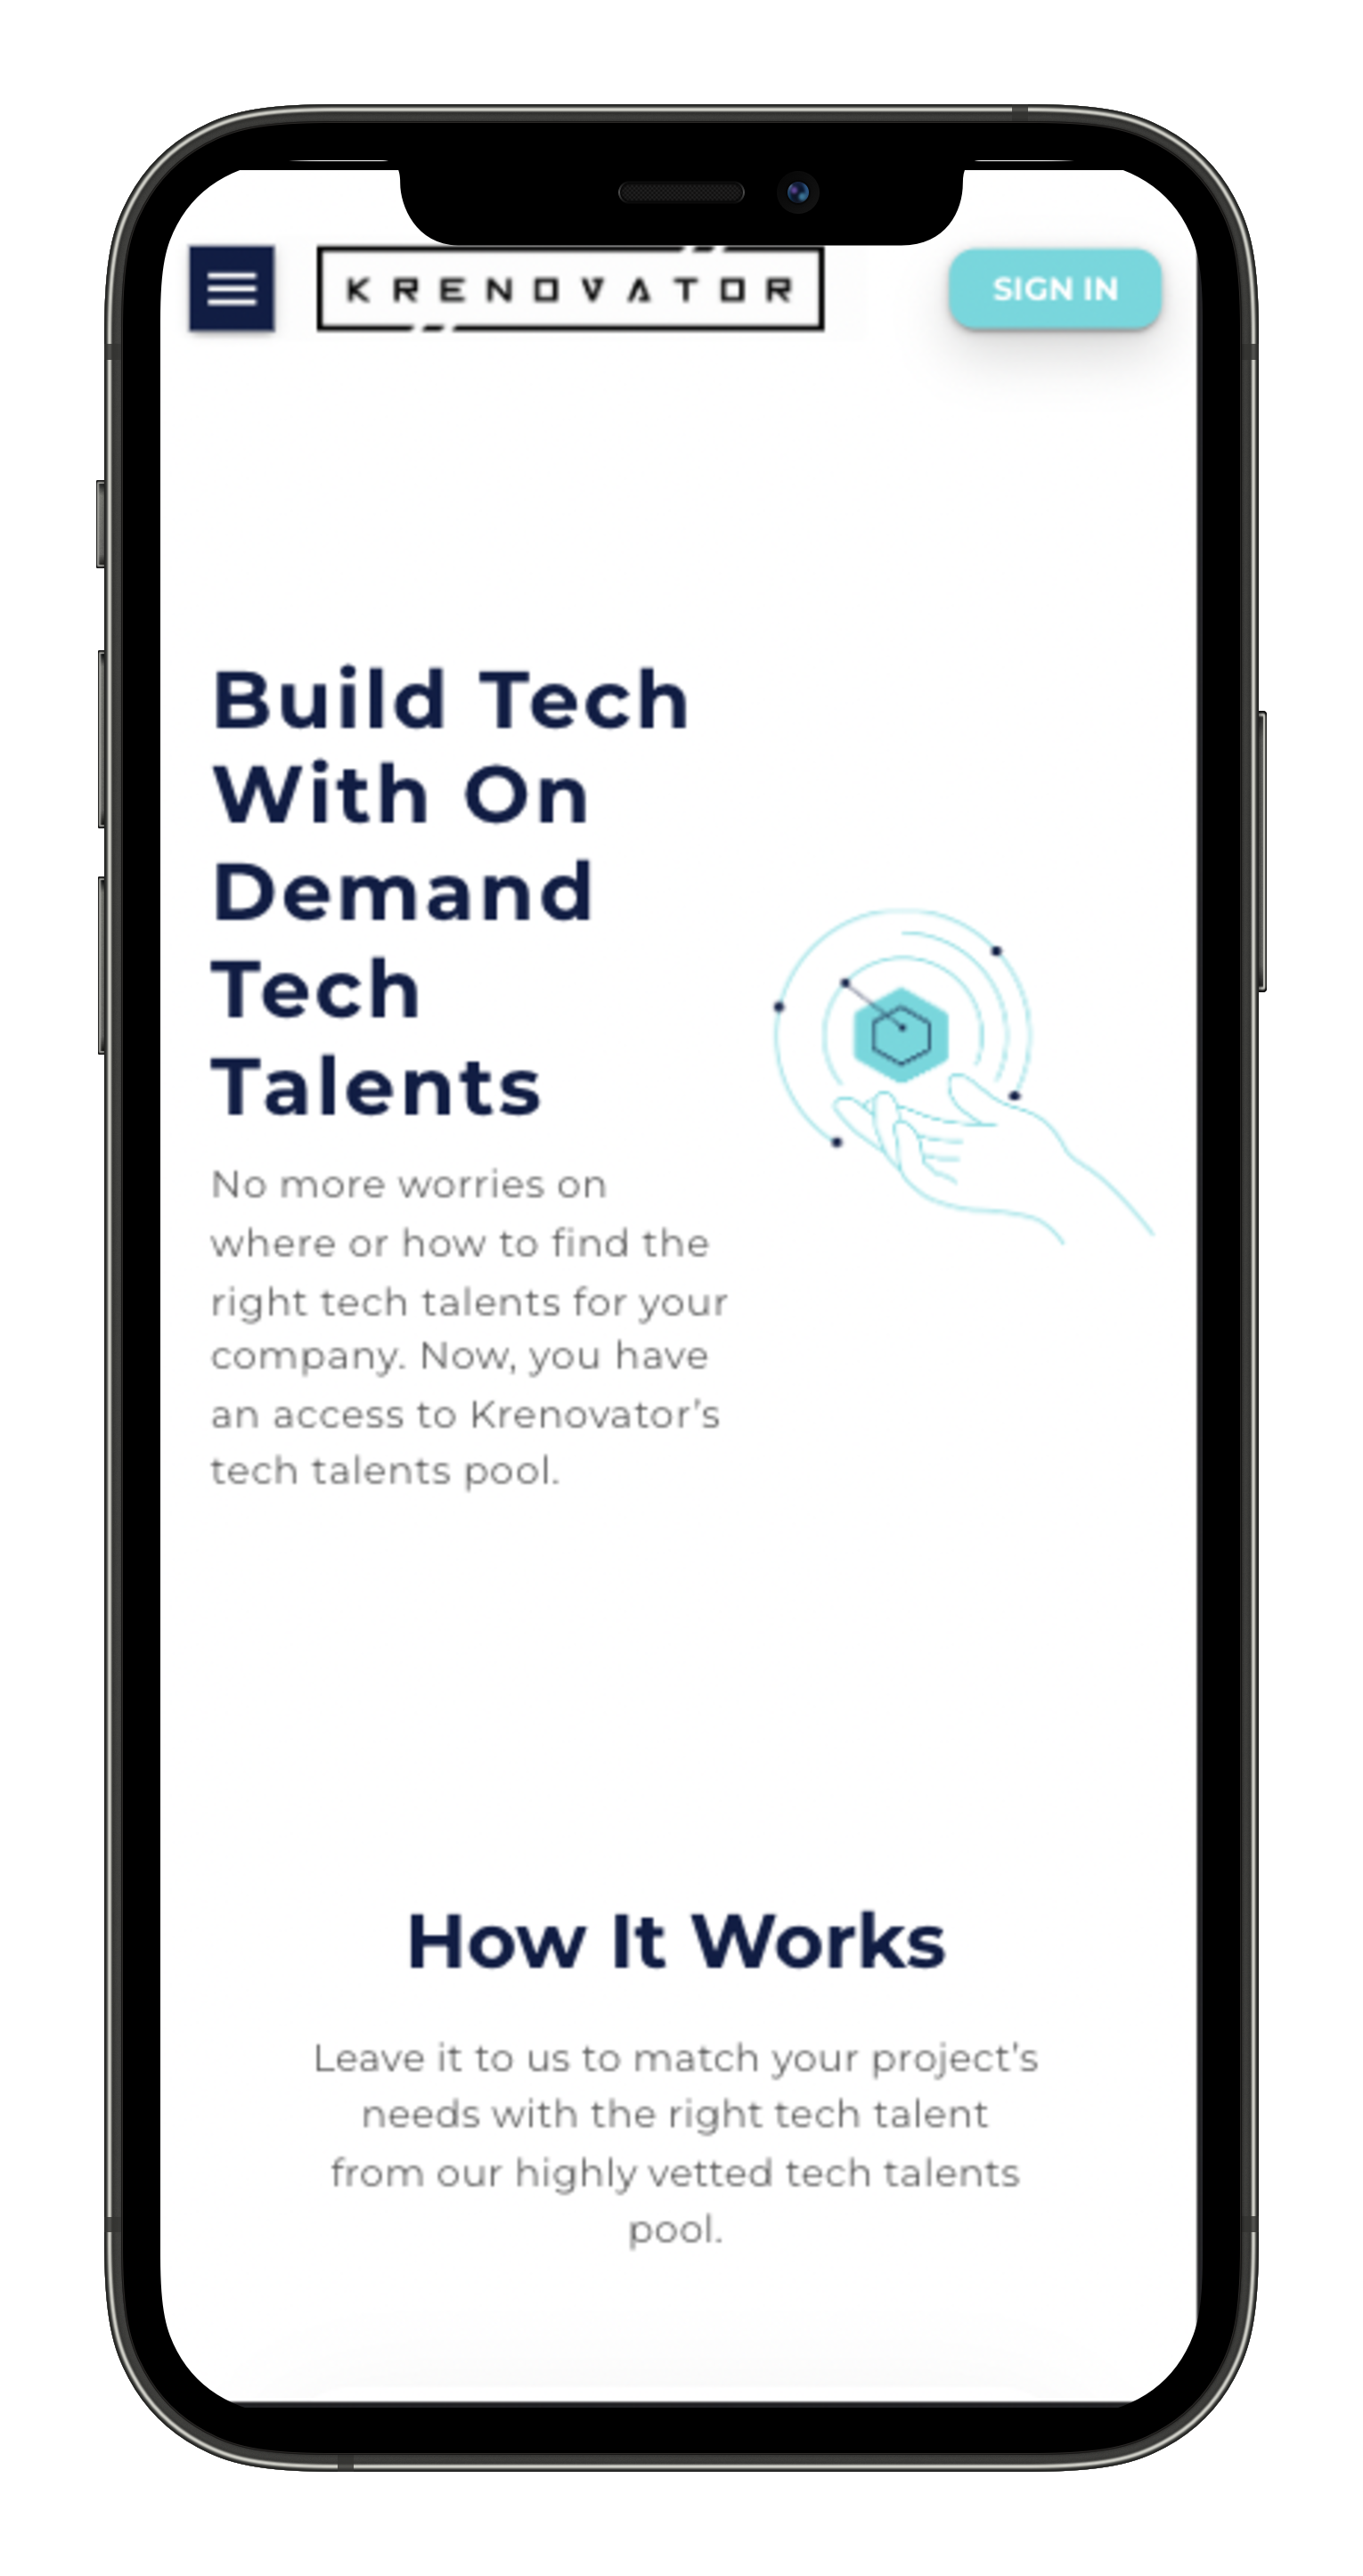 KRENOVATOR
SIGN IN
Build Tech
With On
Demand
Tech
Talents
No more worries on
where or how to find the
right tech talents for your
company. Now, you have
an access to Krenovator’s
tech talents pool.
How It Works
Leave it to us to match your project’s
needs with the right tech talent
from our highly vetted tech talents
pool.